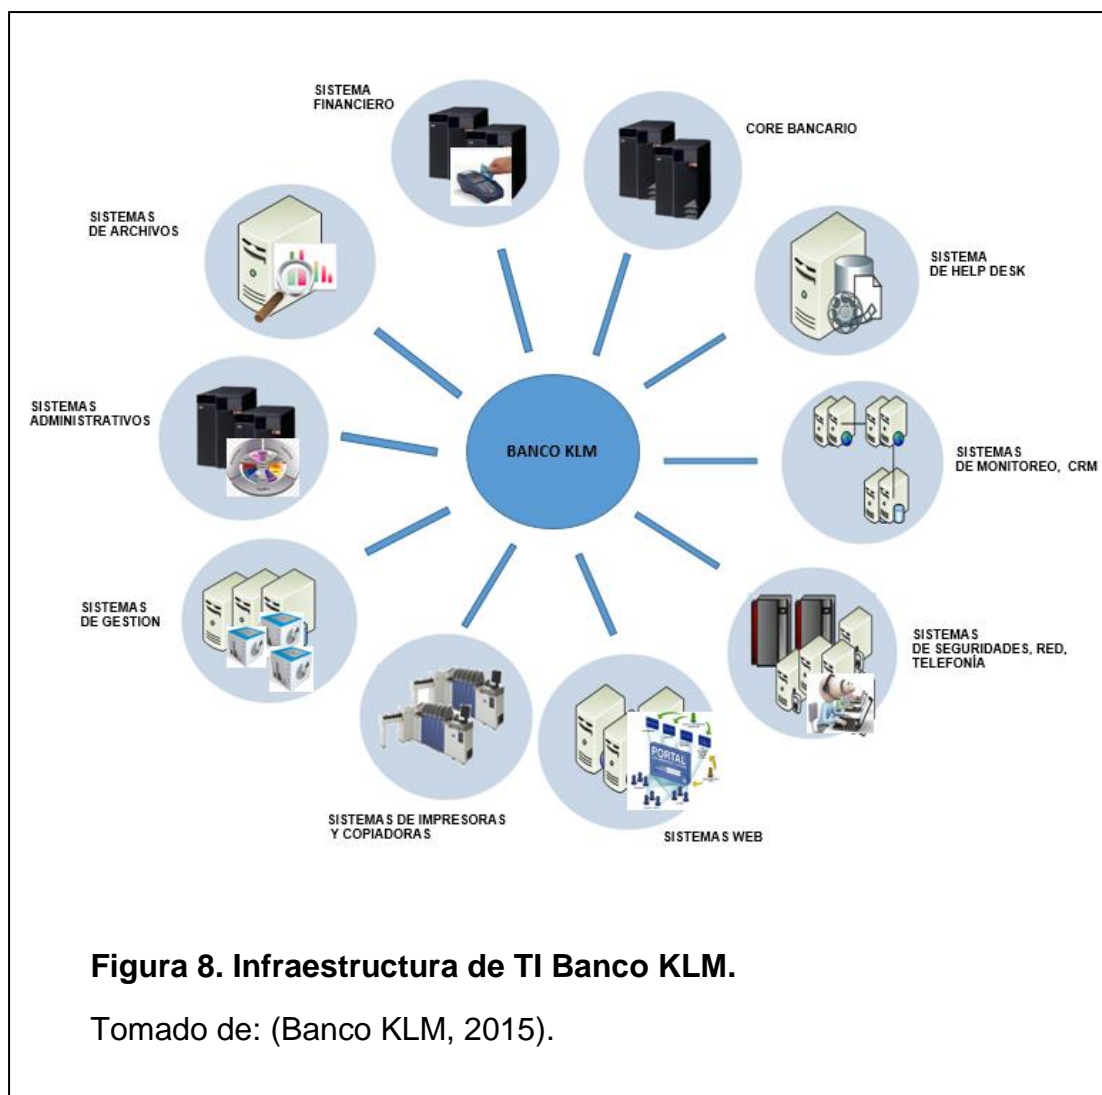 SISTEMA
FINANCIERO
CORE BANCARIO
SISTEMAS
DE ARCHIVOS
SISTEMA
DE HELP DESK
SISTEMAS
ADMINISTRATIVOS
BANCO KLM
SISTEMAS
DE MONITOREO, CRM
SISTEMAS
DE GESTION
SISTEMAS
DE SEGURIDADES, RED,
TELEFONÍA
PORTAL
SISTEMAS DE IMPRESORAS
Y COPIADORAS
SISTEMAS WEB
Figura 8. Infraestructura de TI Banco KLM.
Tomado de: (Banco KLM, 2015).